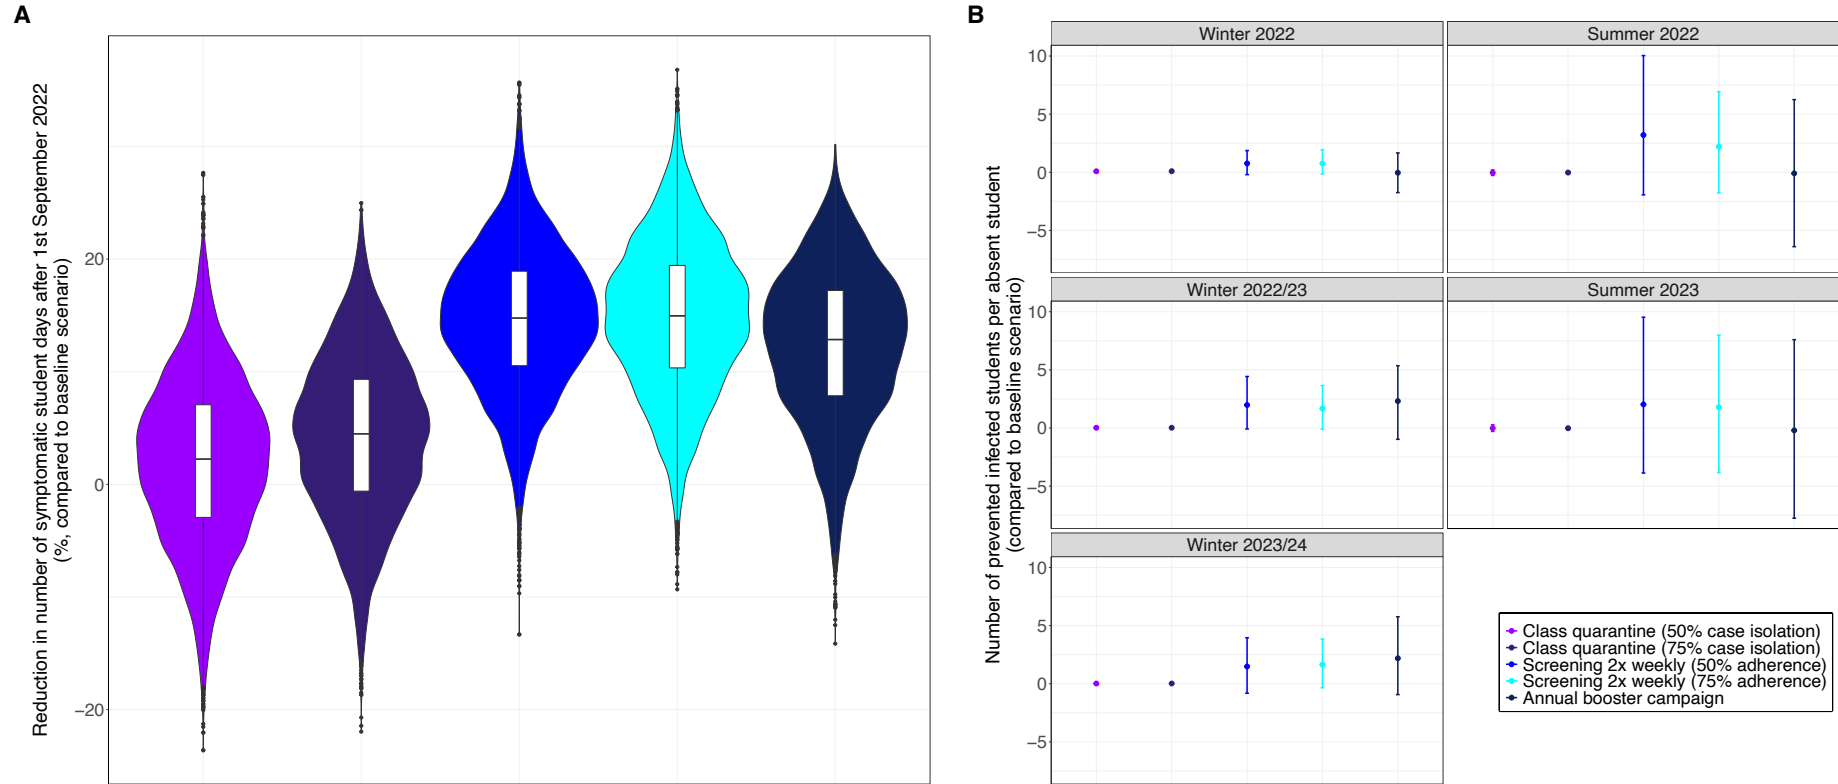 A
Reduction in number of symptomatic student days after 1st September 2022
(%, compared to baseline scenario)
20
0
−20
B
Number of prevented infected students per absent student
(compared to baseline scenario)
Winter 2022
Summer 2022
10
5
0
−5
Winter 2022/23
Summer 2023
10
5
0
−5
Winter 2023/24
10
5
0
−5
Class quarantine (50% case isolation)
Class quarantine (75% case isolation)
Screening 2x weekly (50% adherence)
Screening 2x weekly (75% adherence)
Annual booster campaign